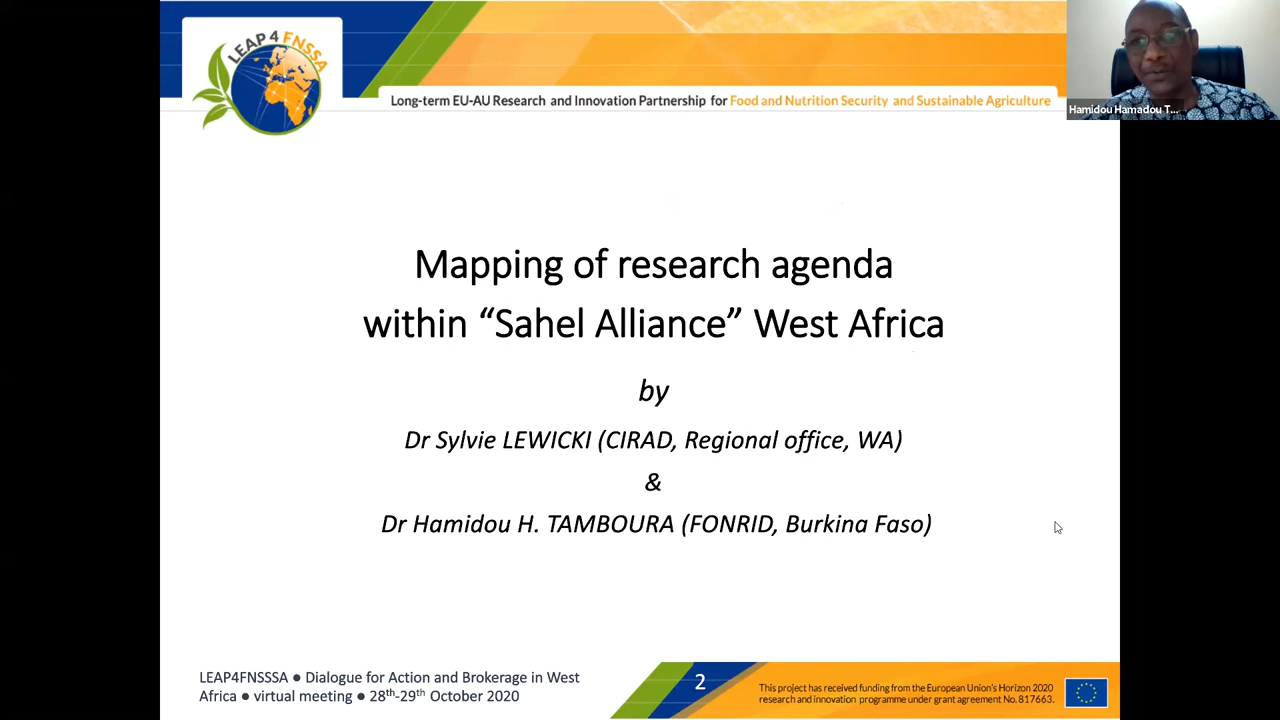 LEAP 4 FNSSA
Long-term EU-AU Research and Innovation Partnership for Food and Nutrition Security and Sustainable Agriculture
Hamidou Hamadou T...
Mapping of research agenda
within “Sahel Alliance” West Africa
by
Dr Sylvie LEWICKI (CIRAD, Regional office, WA)
&
Dr Hamidou H. TAMBOURA (FONRID, Burkina Faso)
LEAP4FNSSSA ● Dialogue for Action and Brokerage in West
Africa ● virtual meeting ● 28th-29th October 2020
2
This project has received funding from the European Union's Horizon 2020
research and innovation programme under grant agreement No. 817663.